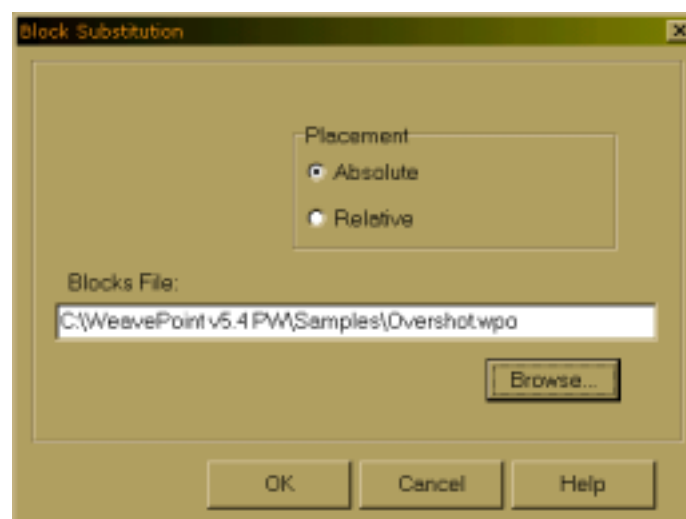 Block Substitution
Placement
Absolute
Relative
Blocks File:
C:\WeavePoint v5.4 PW\Samples\Overshot.wpo
Browse...
OK Cancel Help